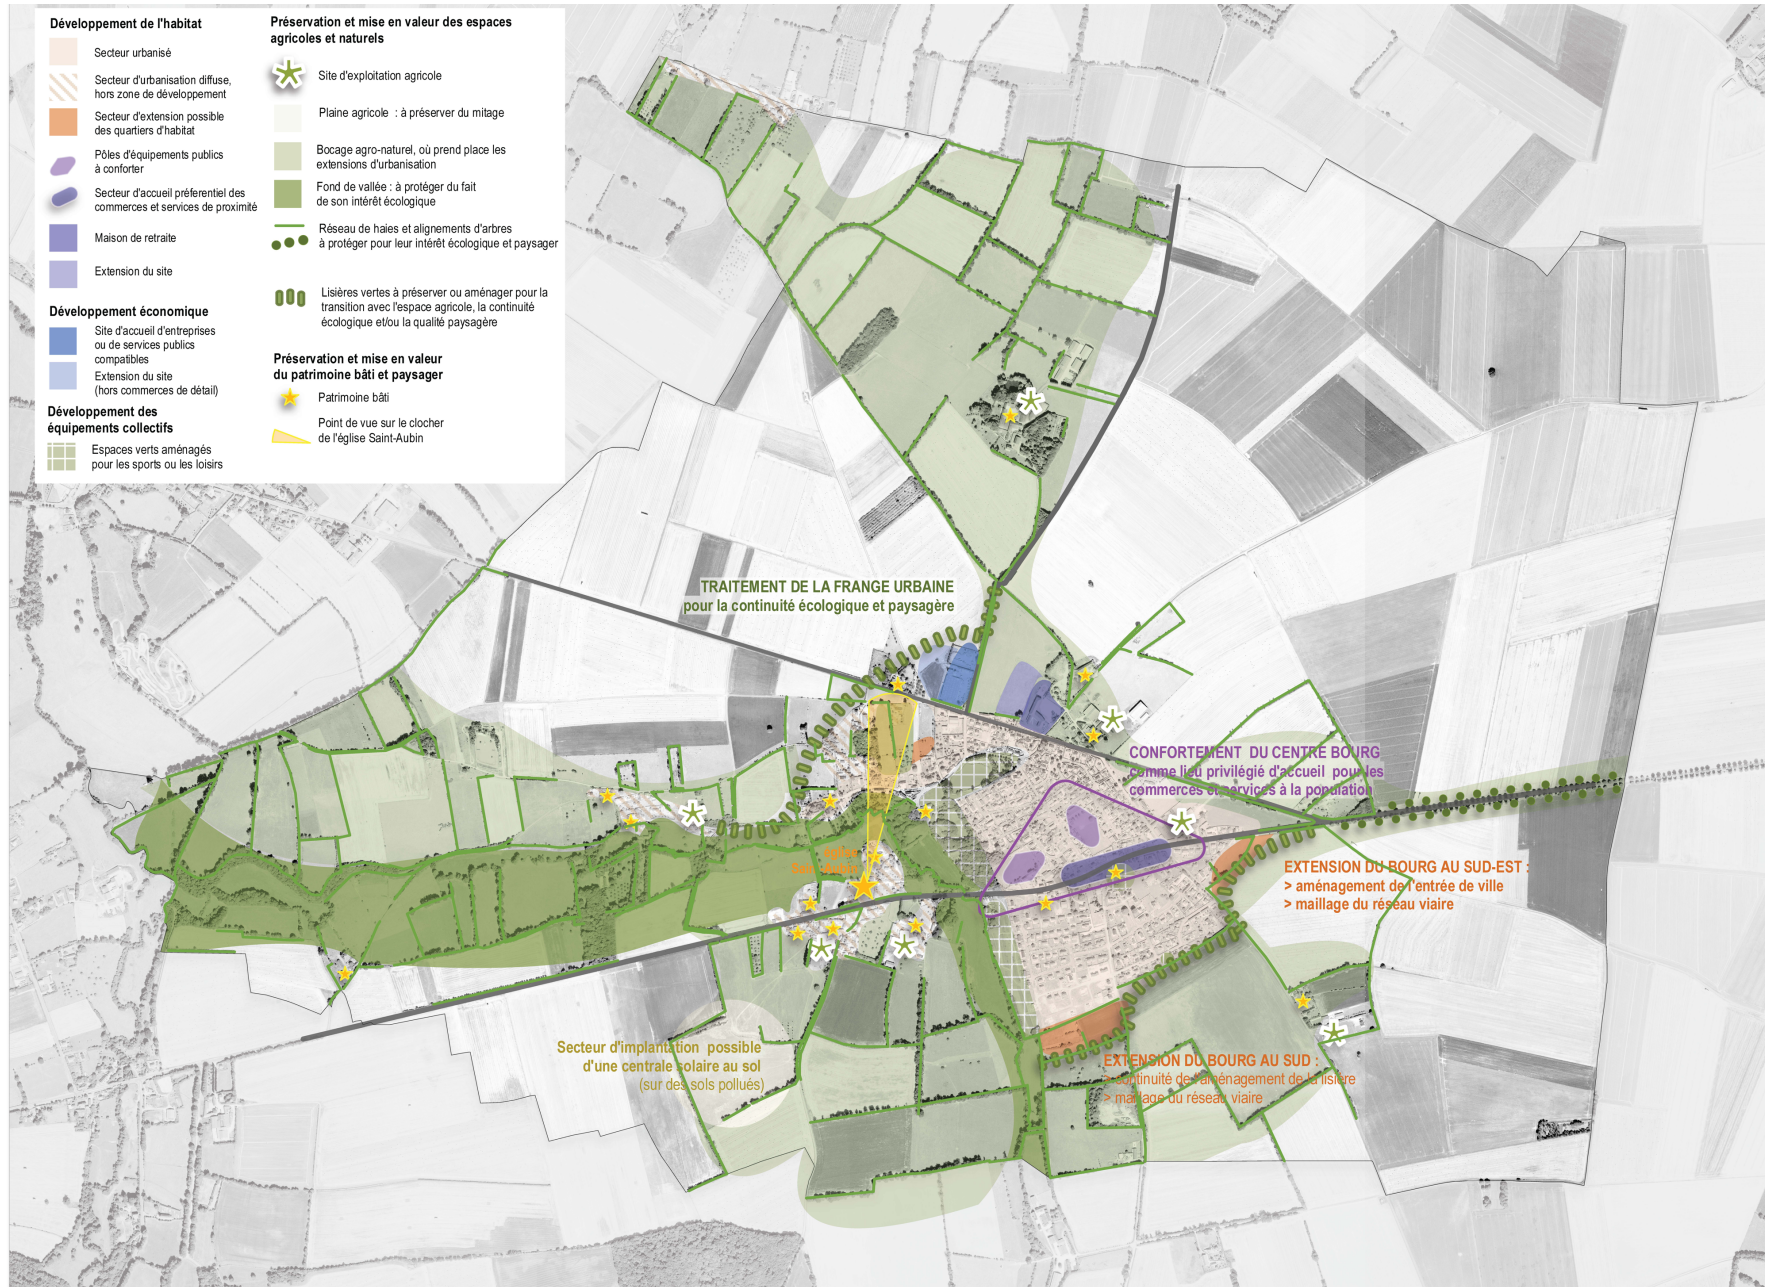 Développement de l'habitat
Secteur urbanisé
Secteur d'urbanisation diffuse,
hors zone de développement
Secteur d'extension possible
des quartiers d'habitat
Pôles d'équipements publics
à conforter
Secteur d'accueil préferentiel des
commerces et services de proximité
Maison de retraite
Extension du site
Développement économique
Site d'accueil d'entreprises
ou de services publics
compatibles
Extension du site
(hors commerces de détail)
Développement des
équipements collectifs
Espaces verts aménagés
pour les sports ou les loisirs
Préservation et mise en valeur des espaces
agricoles et naturels
Site d'exploitation agricole
Plaine agricole : à préserver du mitage
Bocage agro-naturel, où prend place les
extensions d'urbanisation
Fond de vallée : à protéger du fait
de son intérêt écologique
Réseau de haies et alignements d'arbres
à protéger pour leur intérêt écologique et paysager
Lisières vertes à préserver ou aménager pour la
transition avec l'espace agricole, la continuité
écologique et/ou la qualité paysagère
Préservation et mise en valeur
du patrimoine bâti et paysager
Patrimoine bâti
Point de vue sur le clocher
de l'église Saint-Aubin
TRAITEMENT DE LA FRANGE URBAINE
pour la continuité écologique et paysagère
CONFORTEMENT DU CENTRE BOURG
comme lieu privilégié d'accueil pour les
commerces et services à la population
église
Saint-Aubin
EXTENSION DU BOURG AU SUD-EST :
> aménagement de l'entrée de ville
> maillage du réseau viaire
Secteur d'implantation possible
d'une centrale solaire au sol
(sur des sols pollués)
EXTENSION DU BOURG AU SUD :
> continuité de l'aménagement de la lisière
> maillage du réseau viaire